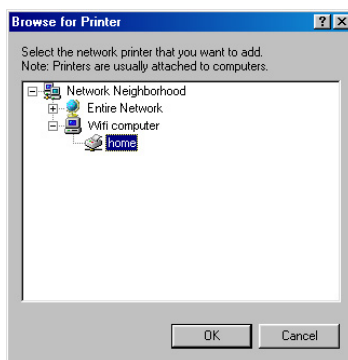 Browse for Printer
Select the network printer that you want to add.
Note: Printers are usually attached to computers.
Network Neighborhood
Entire Network
Wifi computer
home
OK Cancel